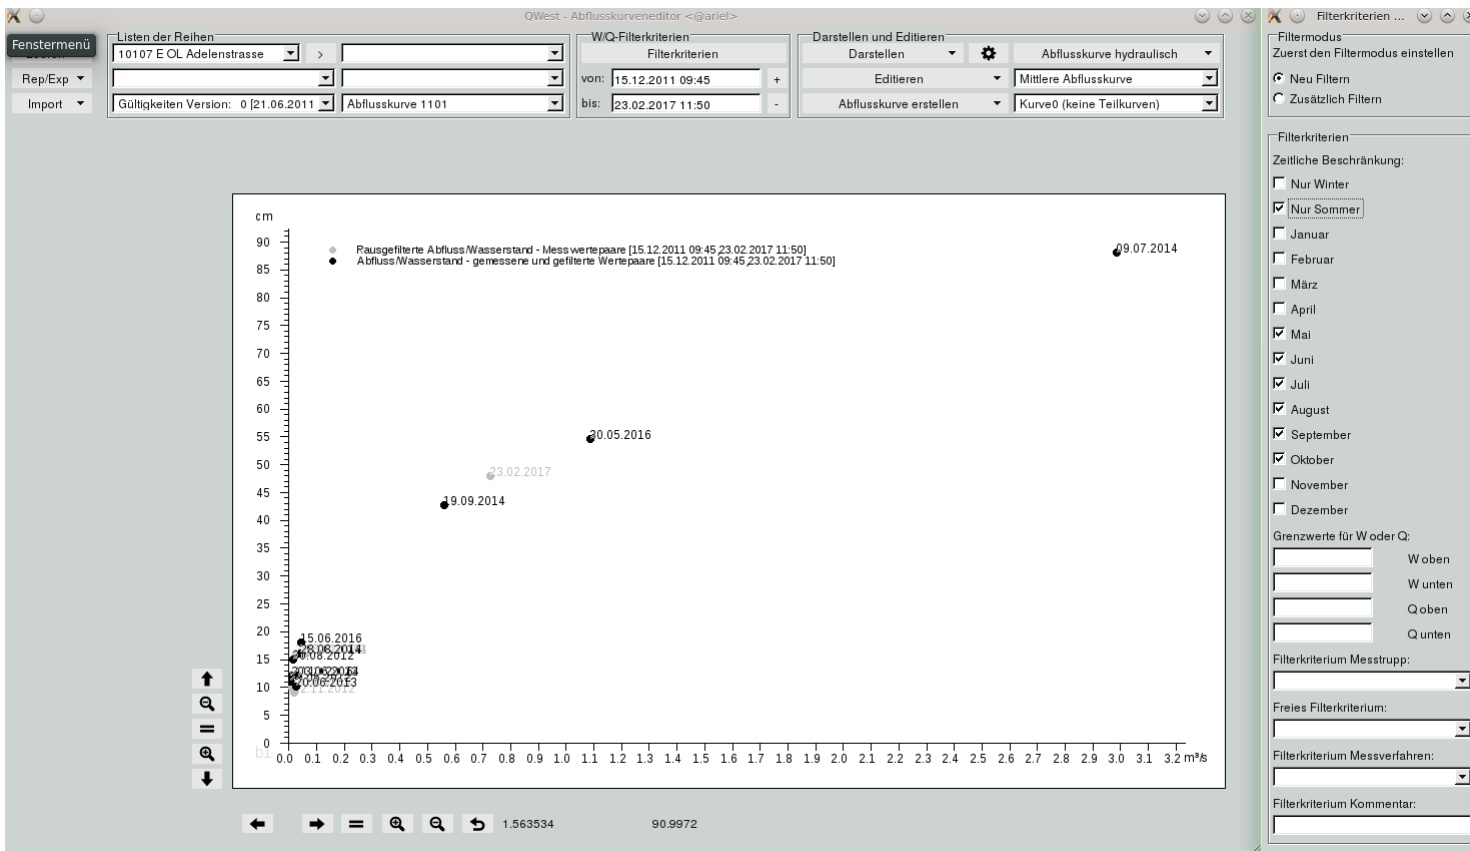 QWest - Abflusskurveneditor <@ariel>
Fenstermenü
Rep/Exp
Import
Listen der Reihen
10107 E OL Adelenstrasse
>
Gültigkeiten Version: 0 [21.06.2011
Abflusskurve 1101
W/Q-Filterkriterien
Filterkriterien
von: 15.12.2011 09:45 +
bis: 23.02.2017 11:50 -
Darstellen und Editieren
Darstellen
Abflusskurve hydraulisch
Editieren
Mittlere Abflusskurve
Abflusskurve erstellen
Kurve0 (keine Teilkurven)
cm
Rausgefilterte Abfluss/Wasserstand - Messwertepaare [15.12.2011 09:45,23.02.2017 11:50]
Abfluss/Wasserstand - gemessene und gefilterte Wertepaare [15.12.2011 09:45,23.02.2017 11:50]
90
85
80
75
70
65
60
55
50
45
40
35
30
25
20
15
10
5
0
09.07.2014
30.05.2016
23.02.2017
19.09.2014
15.06.2016
28.08.2014
20.06.2013
0.0 0.1 0.2 0.3 0.4 0.5 0.6 0.7 0.8 0.9 1.0 1.1 1.2 1.3 1.4 1.5 1.6 1.7 1.8 1.9 2.0 2.1 2.2 2.3 2.4 2.5 2.6 2.7 2.8 2.9 3.0 3.1 3.2 m³/s
1.563534
90.9972
Filterkriterien ...
Filtermodus
Zuerst den Filtermodus einstellen
Neu Filtern
Zusätzlich Filtern
Filterkriterien
Zeitliche Beschränkung:
Nur Winter
Nur Sommer
Januar
Februar
März
April
Mai
Juni
Juli
August
September
Oktober
November
Dezember
Grenzwerte für W oder Q:
W oben
W unten
Q oben
Q unten
Filterkriterium Messtrupp:
Freies Filterkriterium:
Filterkriterium Messverfahren:
Filterkriterium Kommentar: